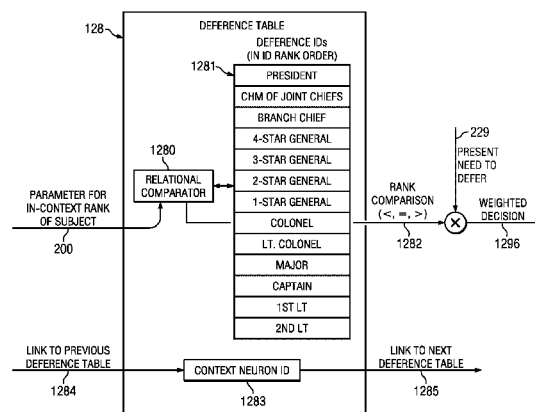 DEFERENCE TABLE
128
DEFERENCE IDs
(IN ID RANK ORDER)
1281
PRESIDENT
CHM OF JOINT CHIEFS
BRANCH CHIEF
4-STAR GENERAL
3-STAR GENERAL
2-STAR GENERAL
1-STAR GENERAL
COLONEL
LT. COLONEL
MAJOR
CAPTAIN
1ST LT
2ND LT
1280
RELATIONAL
COMPARATOR
PARAMETER FOR
IN-CONTEXT RANK
OF SUBJECT
200
229
PRESENT
NEED TO
DEFER
RANK
COMPARISON
(<, =, >)
1282
X
WEIGHTED
DECISION
1296
LINK TO PREVIOUS
DEFERENCE TABLE
1284
CONTEXT NEURON ID
1283
LINK TO NEXT
DEFERENCE TABLE
1285